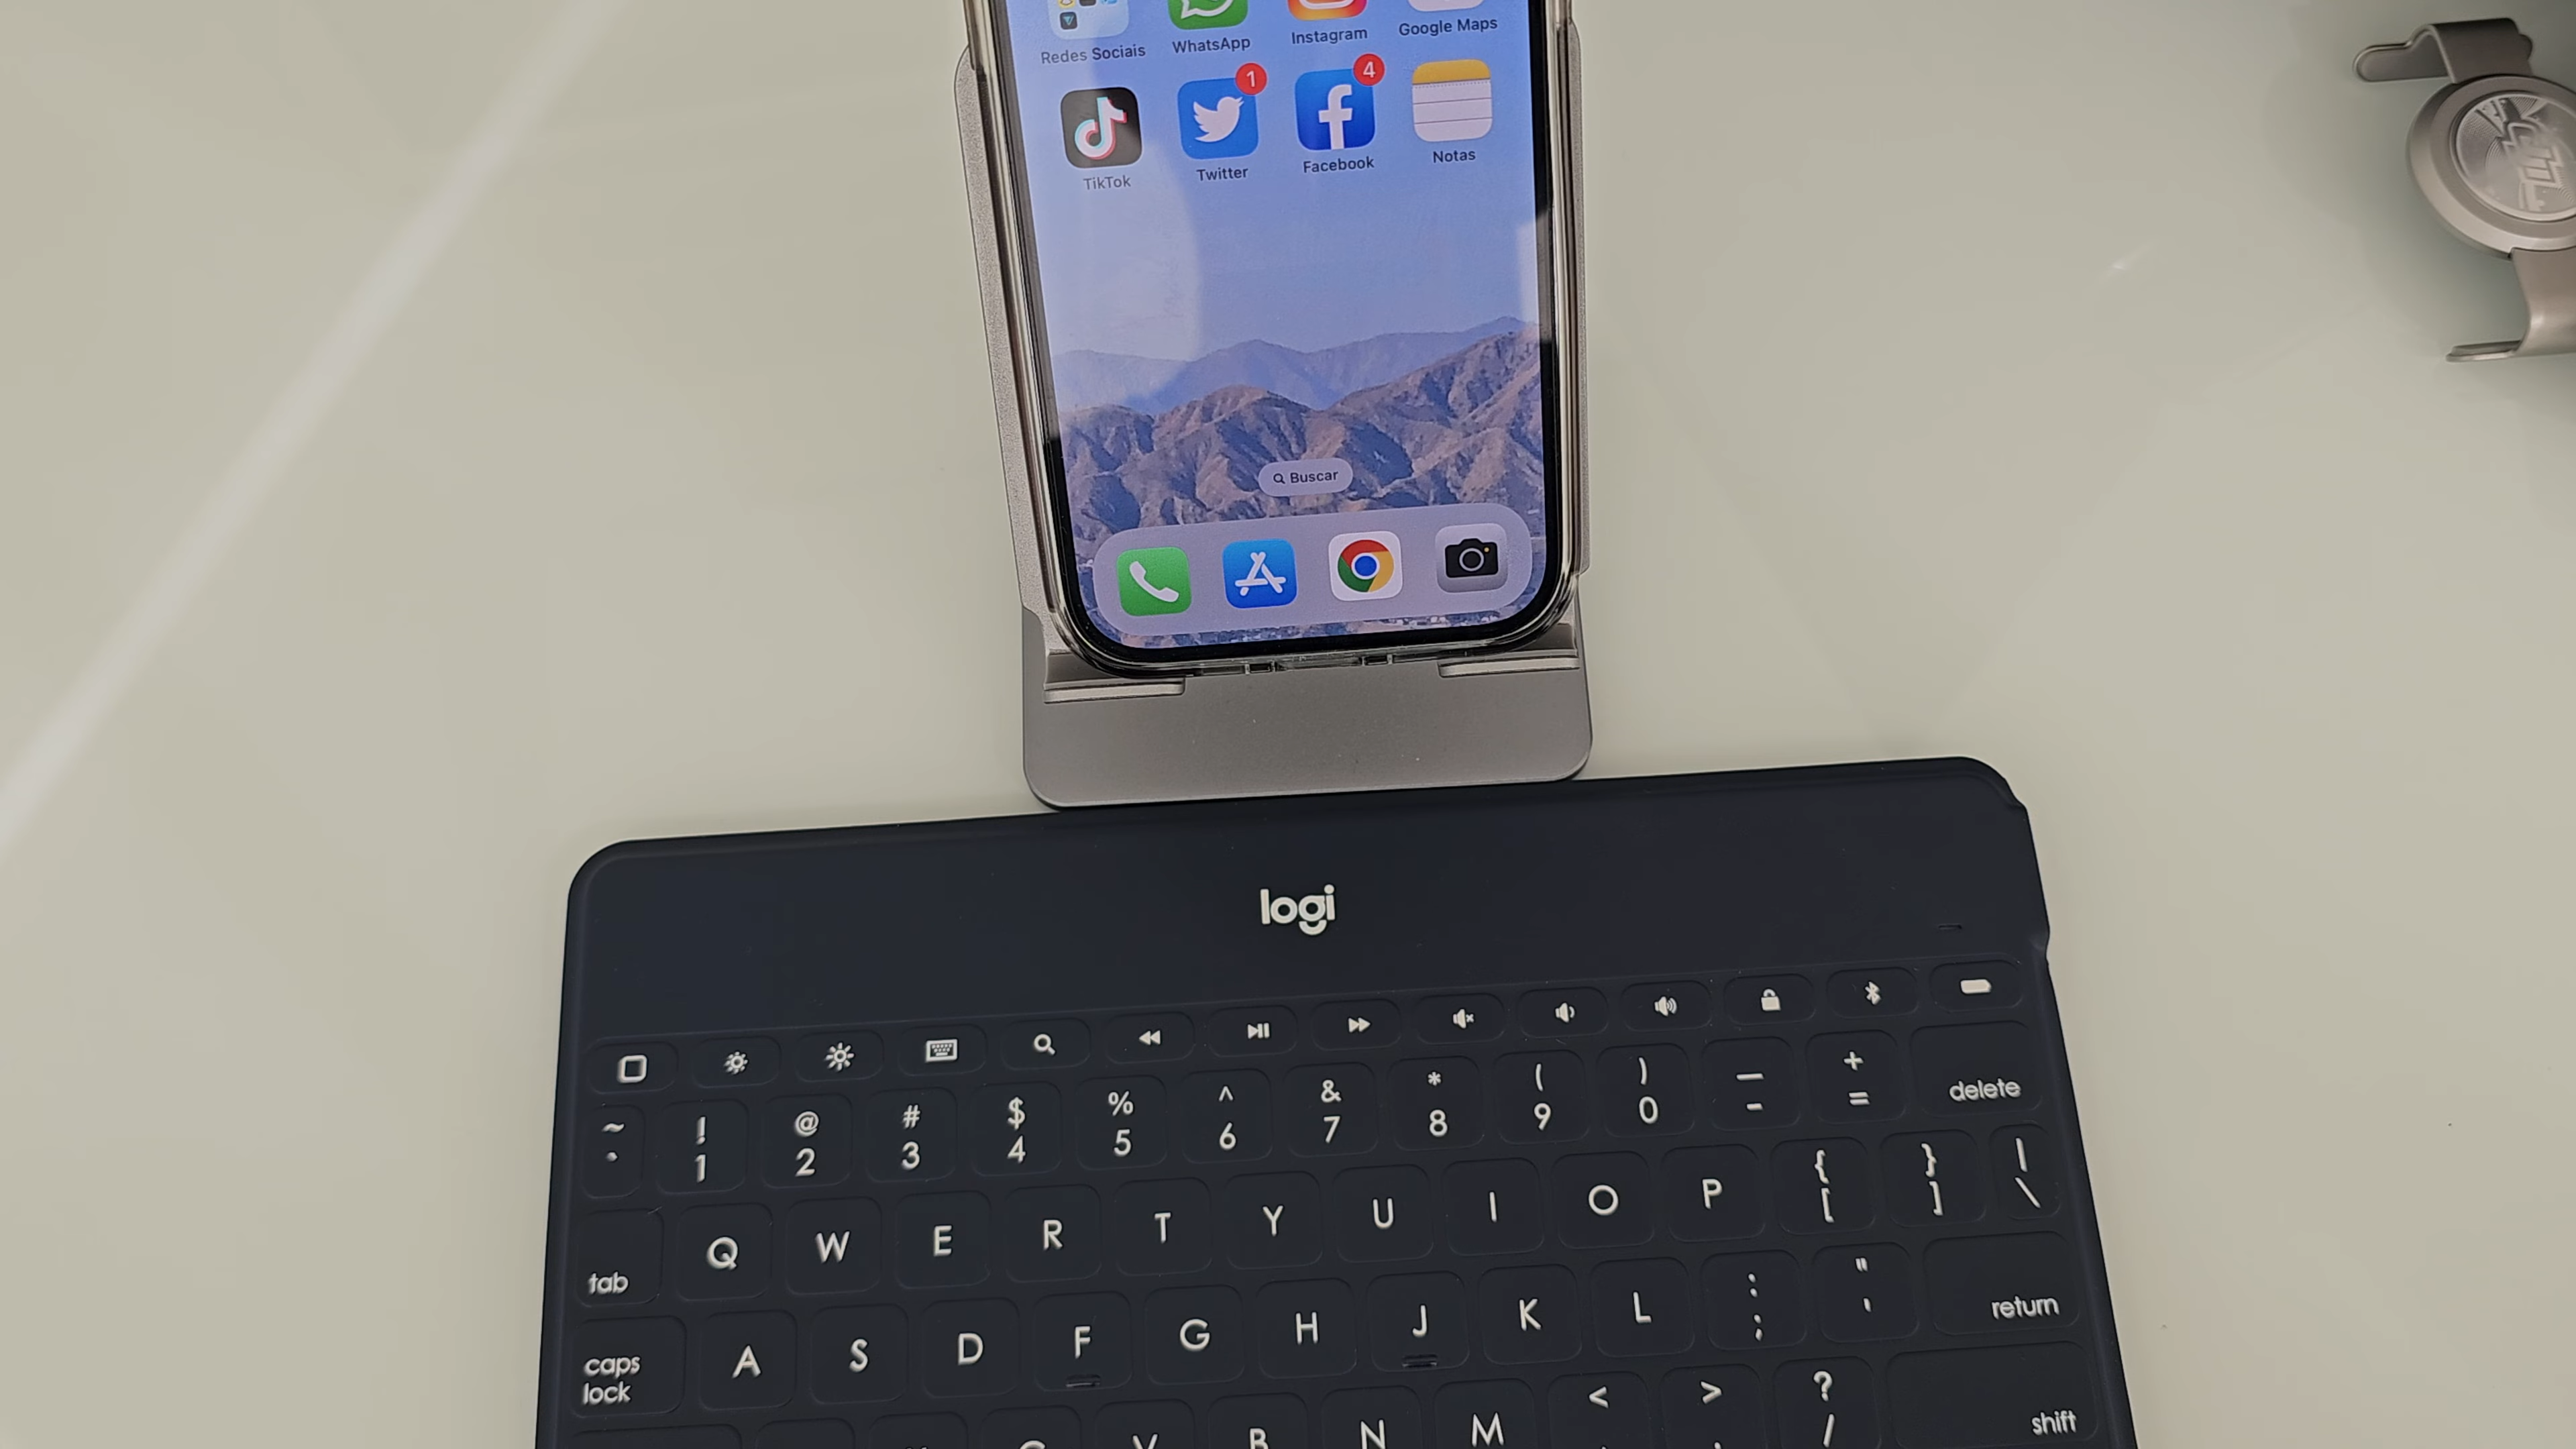 Redes Sociais WhatsApp Instagram Google Maps
1 4
TikTok Twitter Facebook Notas
Buscar
logi
~ ! @ # $ % ^ & * ( ) — +
` 1 2 3 4 5 6 7 8 9 0 - = delete
tab Q W E R T Y U I O P { [ } ] | \
caps lock A S D F G H J K L : ; " ' return
V B N M < , > . ? / shift